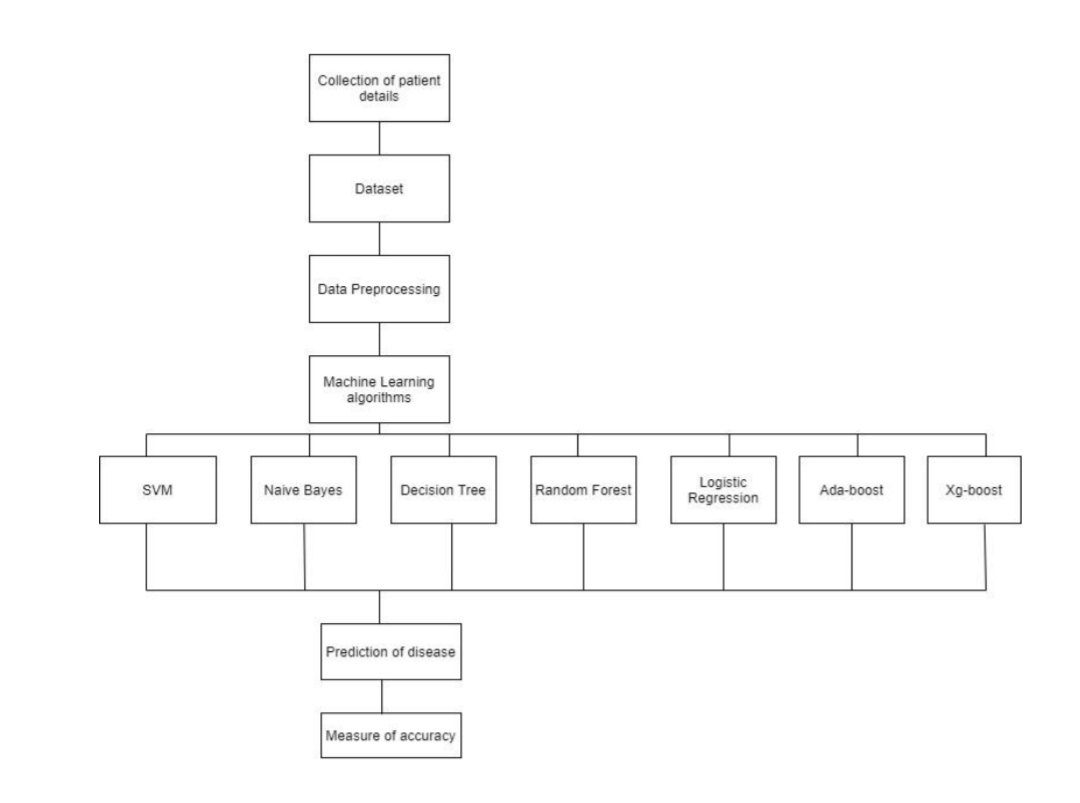 Collection of patient
details
Dataset
Data Preprocessing
Machine Learning
algorithms
SVM
Naive Bayes
Decision Tree
Random Forest
Logistic
Regression
Ada-boost
Xg-boost
Prediction of disease
Measure of accuracy